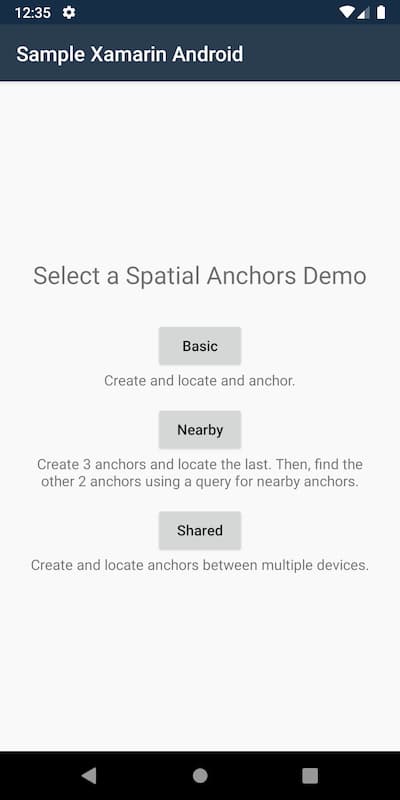 12:35
Sample Xamarin Android
Select a Spatial Anchors Demo
Basic
Create and locate and anchor.
Nearby
Create 3 anchors and locate the last. Then, find the
other 2 anchors using a query for nearby anchors.
Shared
Create and locate anchors between multiple devices.